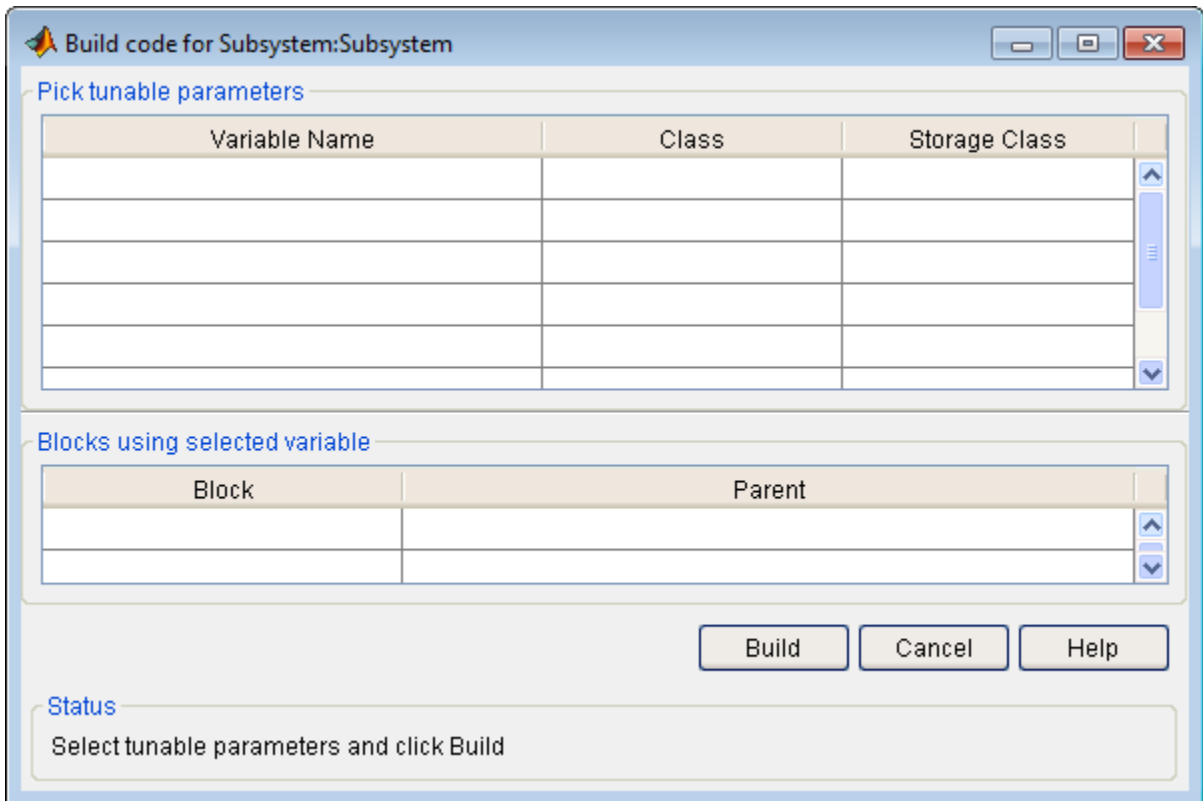 Build code for Subsystem:Subsystem
Pick tunable parameters
Variable Name Class Storage Class
Blocks using selected variable
Block Parent
Build Cancel Help
Status
Select tunable parameters and click Build